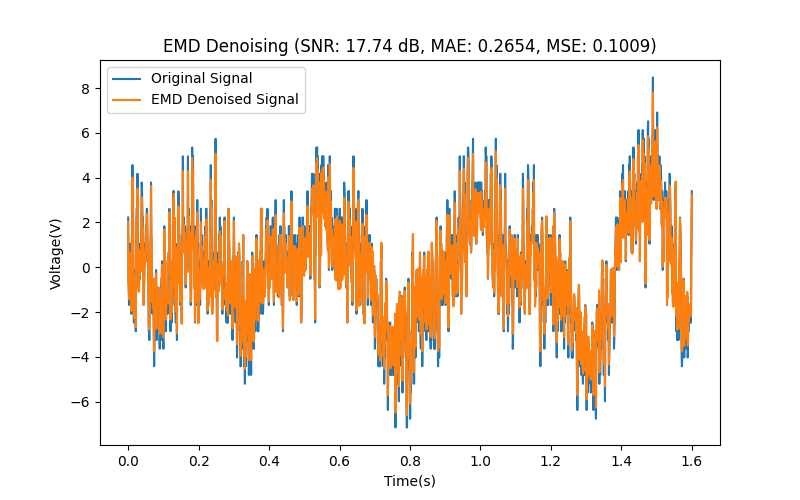 EMD Denoising (SNR: 17.74 dB, MAE: 0.2654, MSE: 0.1009)
Original Signal
EMD Denoised Signal
8
6
4
2
0
−2
−4
−6
Voltage(V)
0.0 0.2 0.4 0.6 0.8 1.0 1.2 1.4 1.6
Time(s)